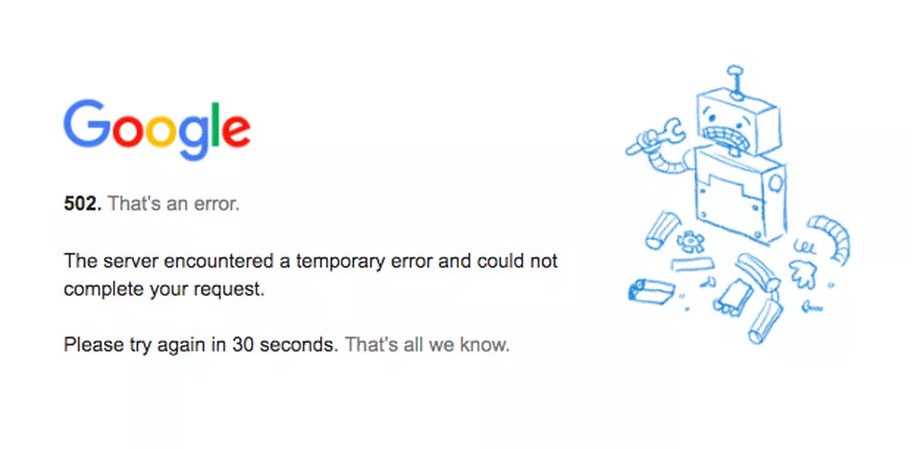 Google
502. That's an error.
The server encountered a temporary error and could not
complete your request.
Please try again in 30 seconds. That's all we know.